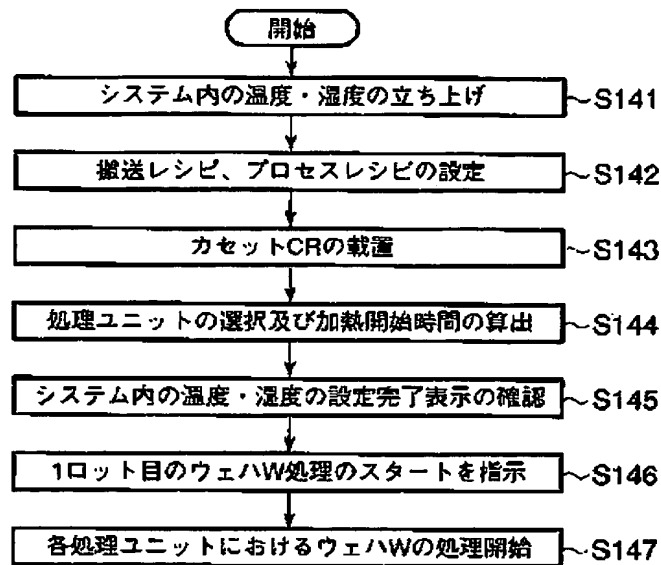 開始
システム内の温度・湿度の立ち上げ ~S141
搬送レシピ、プロセスレシピの設定 ~S142
カセットCRの載置 ~S143
処理ユニットの選択及び加熱開始時間の算出 ~S144
システム内の温度・湿度の設定完了表示の確認 ~S145
1ロット目のウェハW処理のスタートを指示 ~S146
各処理ユニットにおけるウェハWの処理開始 ~S147